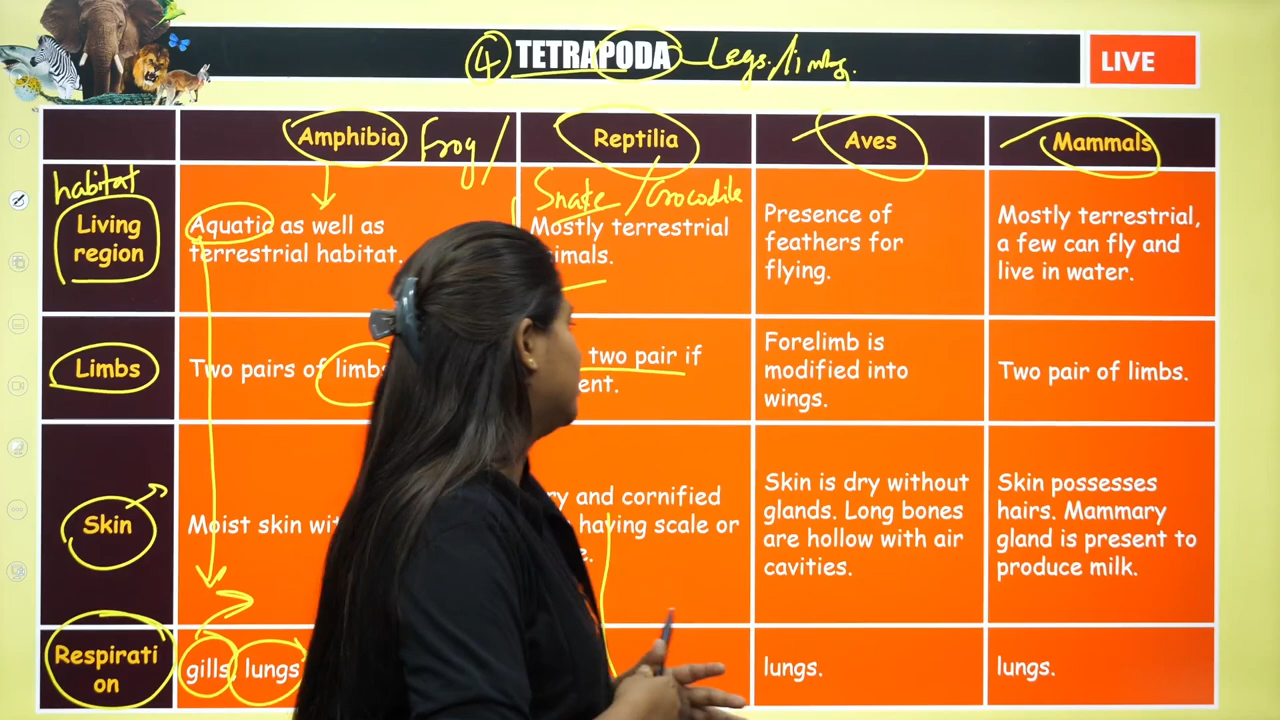 ④ TETRAPODA Legs/limbs.
LIVE
Amphibia Frog/
Reptilia
Aves
Mammals
habitat
Living
region
Aquatic as well as
terrestrial habitat.
Snake / Crocodile
Mostly terrestrial
Presence of
feathers for
flying.
Mostly terrestrial,
a few can fly and
live in water.
Limbs
Two pairs of limbs
two pair if
Forelimb is
modified into
wings.
Two pair of limbs.
Skin
Moist skin
and cornified
having scale or
Skin is dry without
glands. Long bones
are hollow with air
cavities.
Skin possesses
hairs. Mammary
gland is present to
produce milk.
Respirati
on
gills, lungs
lungs.
lungs.